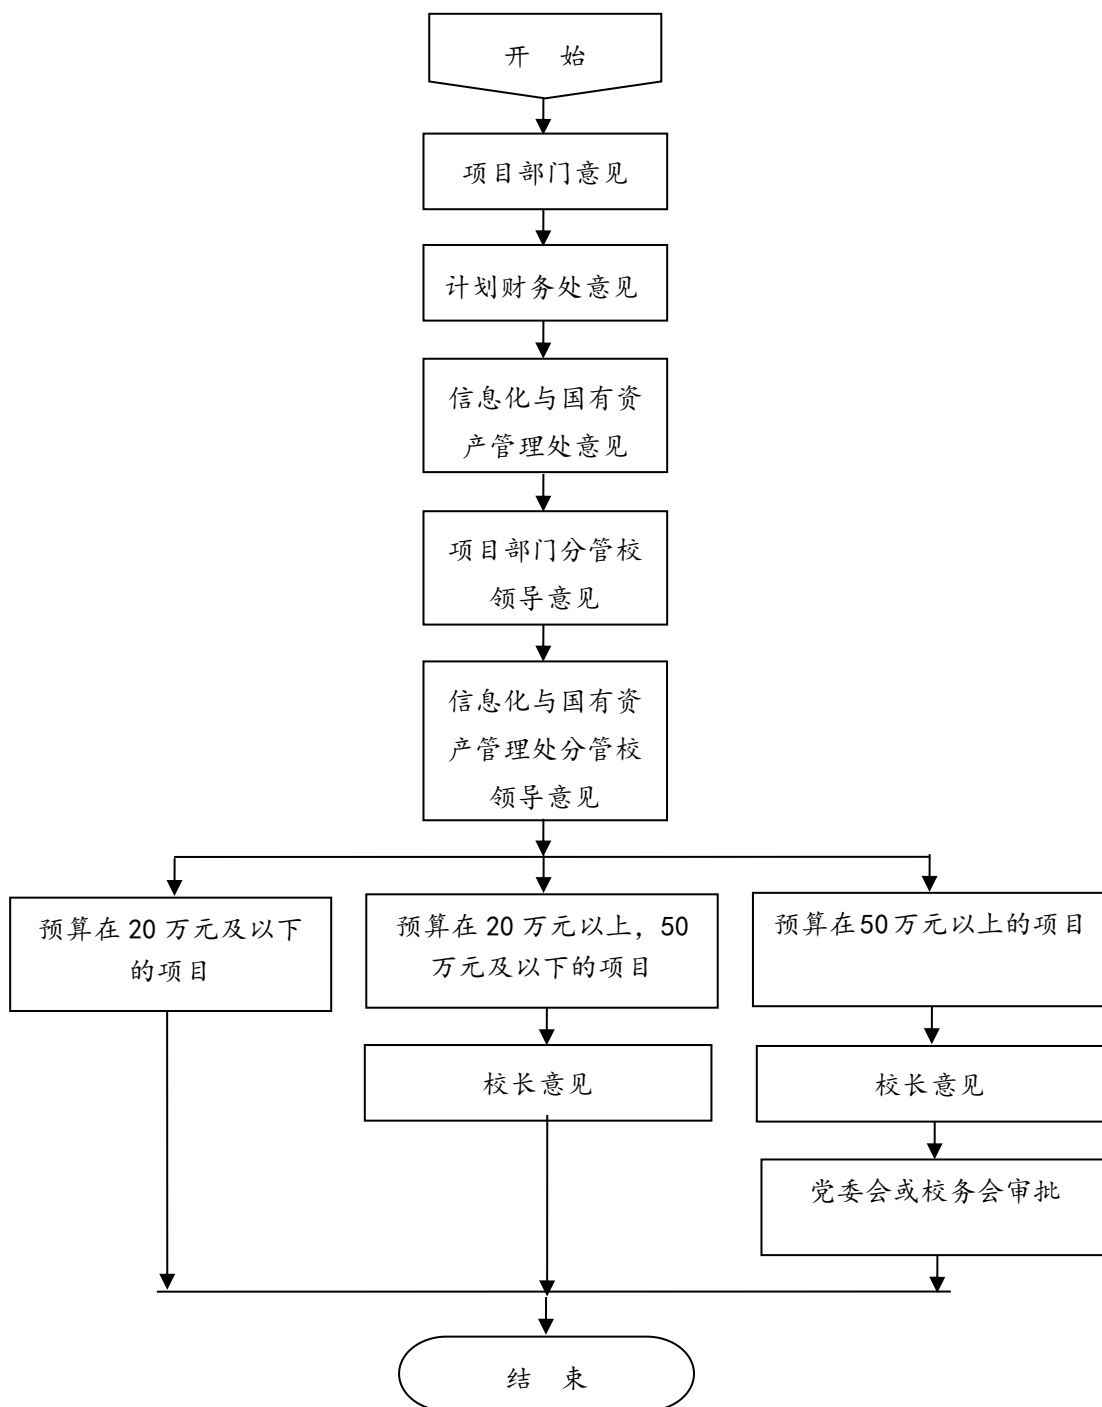 开 始
项目部门意见
计划财务处意见
信息化与国有资
产管理处意见
项目部门分管校
领导意见
信息化与国有资
产管理处分管校
领导意见
预算在 20 万元及以下
的项目
预算在 20 万元以上，50
万元及以下的项目
预算在50万元以上的项目
校长意见
校长意见
党委会或校务会审批
结 束